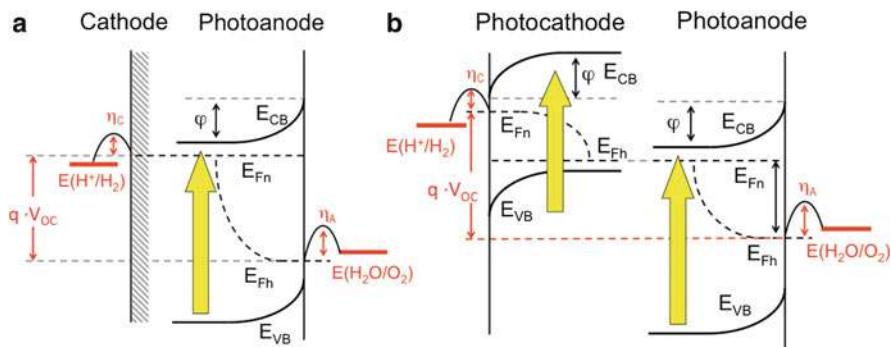 a
Cathode
Photoanode
η_C
φ
E_CB
E(H⁺/H₂)
E_Fn
q·V_OC
η_A
E_Fh
E(H₂O/O₂)
E_VB
b
Photocathode
Photoanode
η_C
φ
E_CB
E(H⁺/H₂)
E_Fn
E_Fh
q·V_OC
E_VB
φ
E_CB
E_Fn
η_A
E_Fh
E(H₂O/O₂)
E_VB